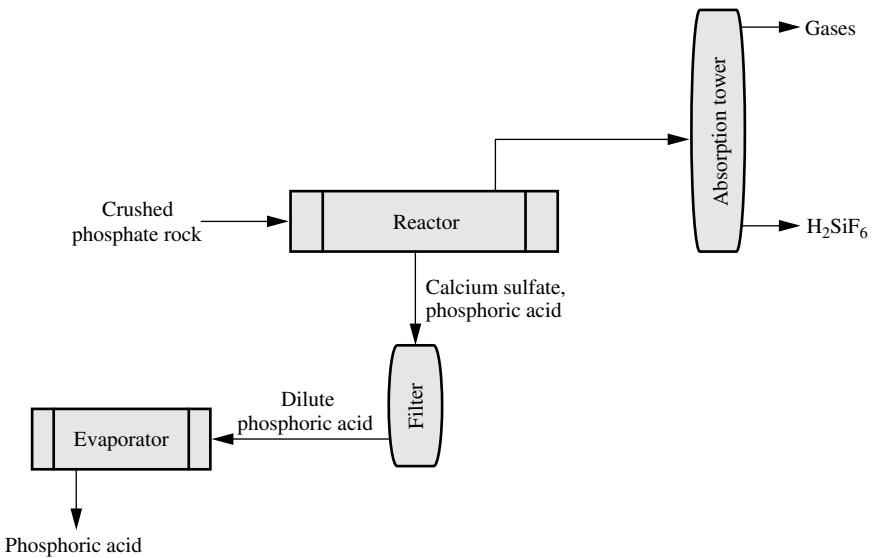 Gases
Absorption tower
Crushed
phosphate rock
Reactor
H₂SiF₆
Calcium sulfate,
phosphoric acid
Filter
Dilute
phosphoric acid
Evaporator
Phosphoric acid